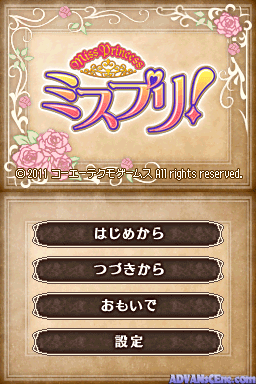 Miss Princess
ミスプリ!
© 2011 コーエーテクモゲームス All rights reserved.
はじめから
つづきから
おもいで
設定
ADVANsCEne.com